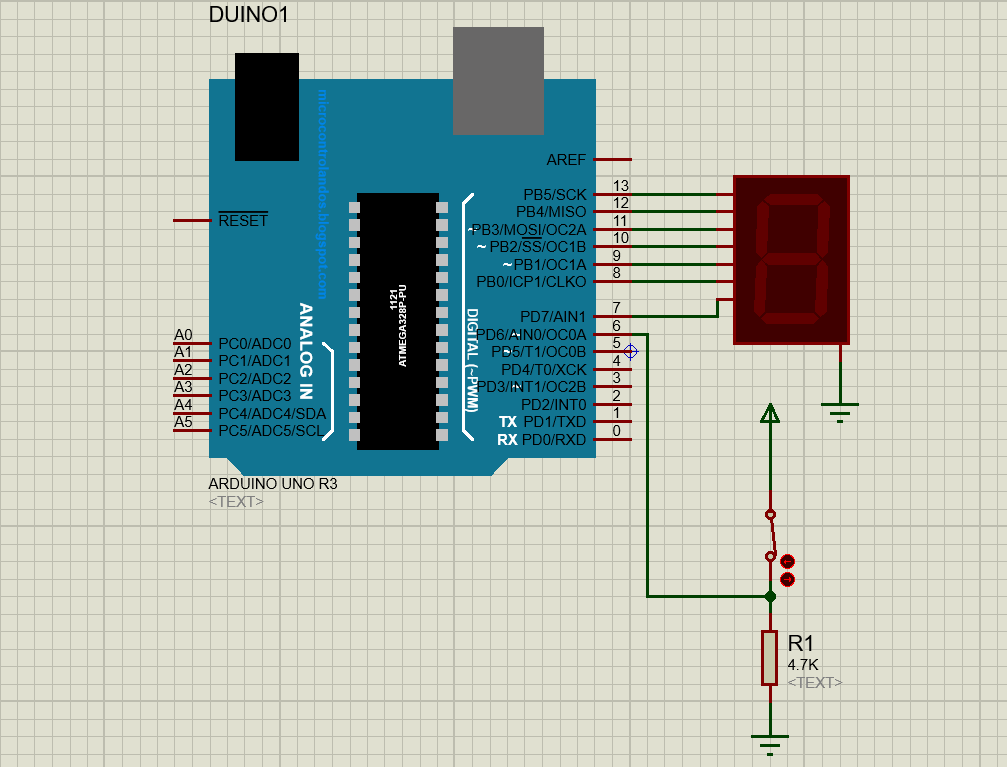 DUINO1
microcontrolandos.blogspot.com
AREF
13
PB5/SCK
12
PB4/MISO
11
~PB3/MOSI/OC2A
10
~ PB2/SS/OC1B
9
~ PB1/OC1A
8
PB0/ICP1/CLKO
RESET
1121
ATMEGA328P-PU
DIGITAL (~PWM)
ANALOG IN
7
PD7/AIN1
6
~
PD6/AIN0/OC0A
5
~
PD5/T1/OC0B
4
PD4/T0/XCK
3
~
PD3/INT1/OC2B
2
PD2/INT0
1
TX PD1/TXD
0
RX PD0/RXD
A0
PC0/ADC0
A1
PC1/ADC1
A2
PC2/ADC2
A3
PC3/ADC3
A4
PC4/ADC4/SDA
A5
PC5/ADC5/SCL
ARDUINO UNO R3
<TEXT>
R1
4.7K
<TEXT>